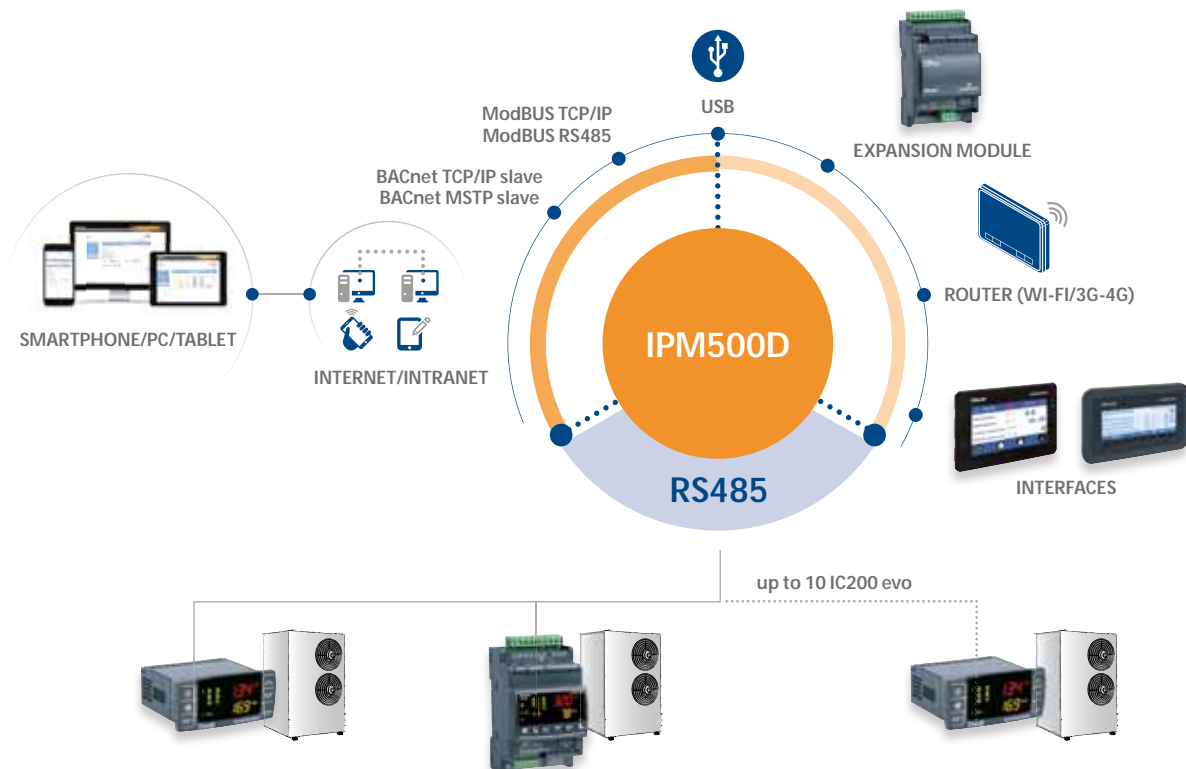 USB
ModBUS TCP/IP
ModBUS RS485
EXPANSION MODULE
BACnet TCP/IP slave
BACnet MSTP slave
ROUTER (WI-FI/3G-4G)
SMARTPHONE/PC/TABLET
INTERNET/INTRANET
IPM500D
RS485
INTERFACES
up to 10 IC200 evo